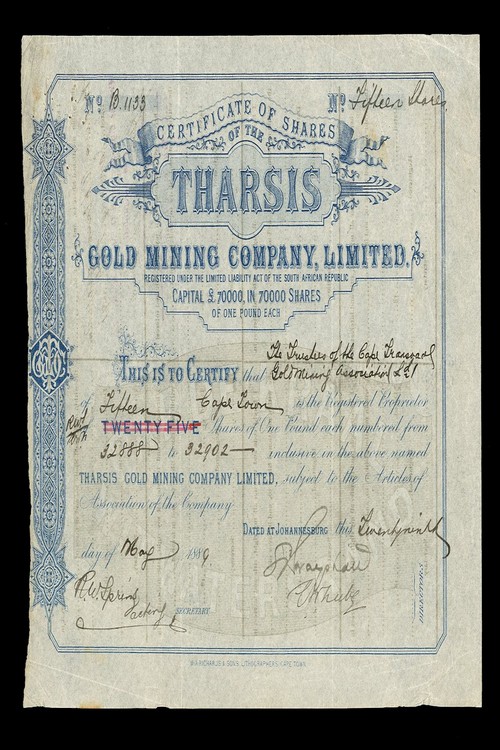 No B.1133 No Fifteen Shares
CERTIFICATE OF SHARES
OF THE
THARSIS
GOLD MINING COMPANY, LIMITED.
REGISTERED UNDER THE LIMITED LIABILITY ACT OF THE SOUTH AFRICAN REPUBLIC
CAPITAL £ 70000, IN 70000 SHARES
OF ONE POUND EACH
The Trustees of the Cape Transvaal
THIS IS TO CERTIFY that Gold Mining Association Ld
of Cape Town is the Registered Proprietor
Fifteen
TWENTY FIVE Shares of One Pound each numbered from
32888 to 32902 inclusive in the above named
THARSIS GOLD MINING COMPANY LIMITED, subject to the Articles of
Association of the Company
DATED AT JOHANNESBURG this Twentyninth
day of May 1889.
R.W. Spring
Acting SECRETARY
DIRECTORS
W.A. RICHARDS & SONS, LITHOGRAPHERS, CAPE TOWN.